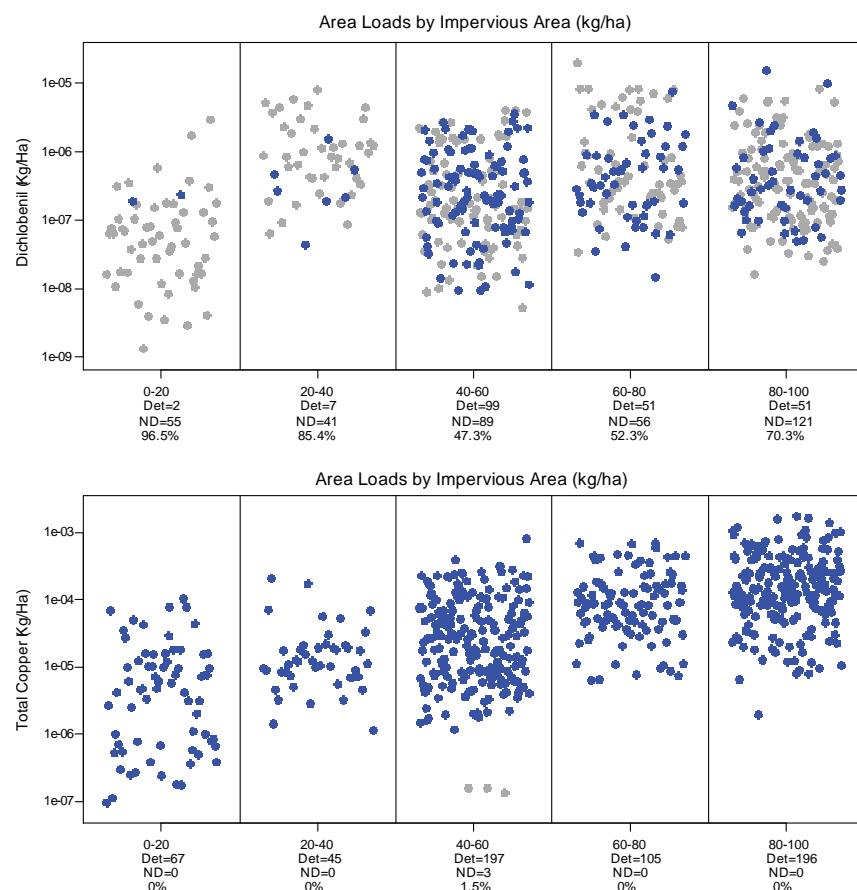 Area Loads by Impervious Area (kg/ha)
Dichlobenil (Kg/Ha)
1e-05
1e-06
1e-07
1e-08
1e-09
0-20 20-40 40-60 60-80 80-100
Det=2 Det=7 Det=99 Det=51 Det=51
ND=55 ND=41 ND=89 ND=56 ND=121
96.5% 85.4% 47.3% 52.3% 70.3%
Area Loads by Impervious Area (kg/ha)
Total Copper Kg/Ha)
1e-03
1e-04
1e-05
1e-06
1e-07
0-20 20-40 40-60 60-80 80-100
Det=67 Det=45 Det=197 Det=105 Det=196
ND=0 ND=0 ND=3 ND=0 ND=0
0% 0% 1.5% 0% 0%